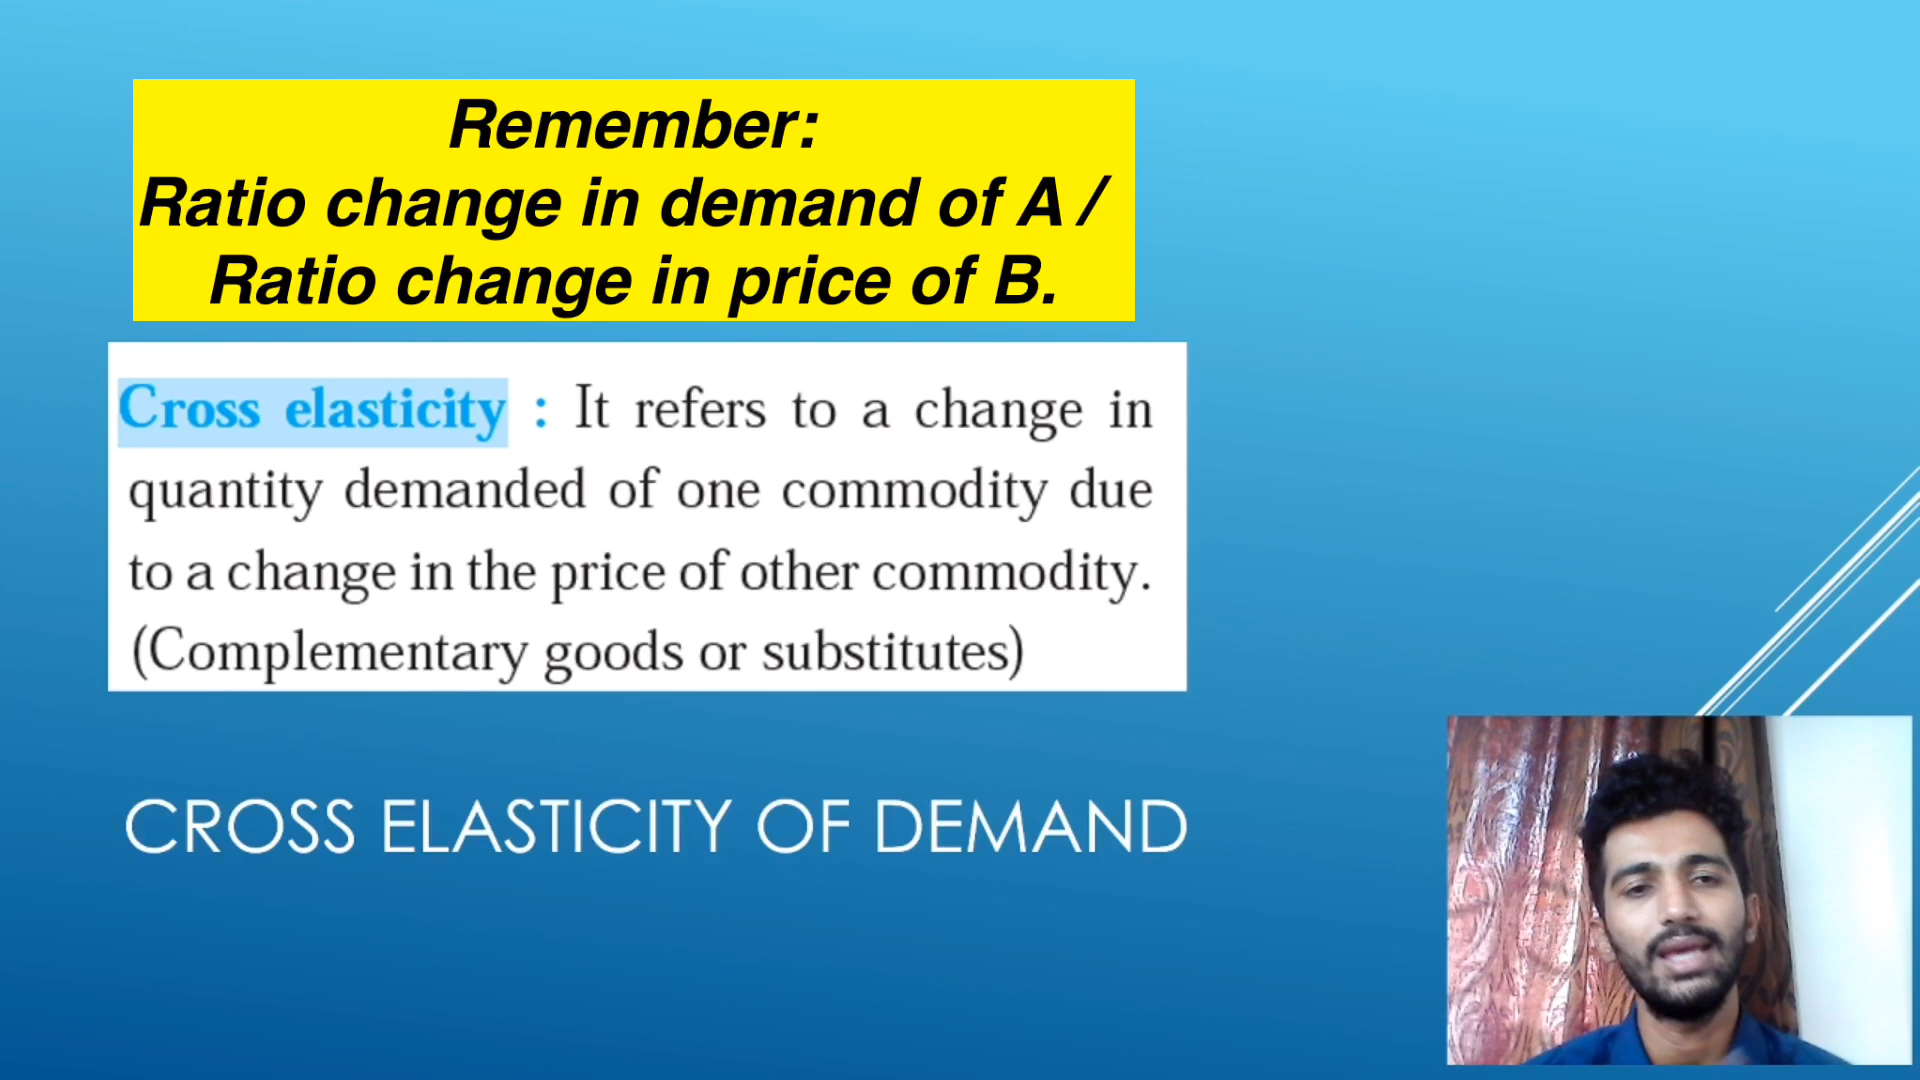 Remember:
Ratio change in demand of A /
Ratio change in price of B.
Cross elasticity : It refers to a change in
quantity demanded of one commodity due
to a change in the price of other commodity.
(Complementary goods or substitutes)
CROSS ELASTICITY OF DEMAND